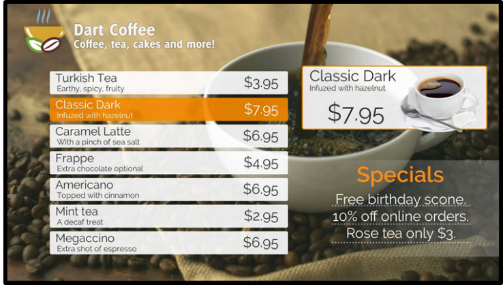 Dart Coffee
Coffee, tea, cakes and more!
Turkish Tea
Earthy, spicy, fruity
$3.95
Classic Dark
Infused with hazelnut
$7.95
Caramel Latte
With a pinch of sea salt
$6.95
Frappe
Extra chocolate optional
$4.95
Americano
Topped with cinnamon
$6.95
Mint tea
A decaf treat
$2.95
Megaccino
Extra shot of espresso
$6.95
Classic Dark
Infused with hazelnut
$7.95
Specials
Free birthday scone.
10% off online orders.
Rose tea only $3.